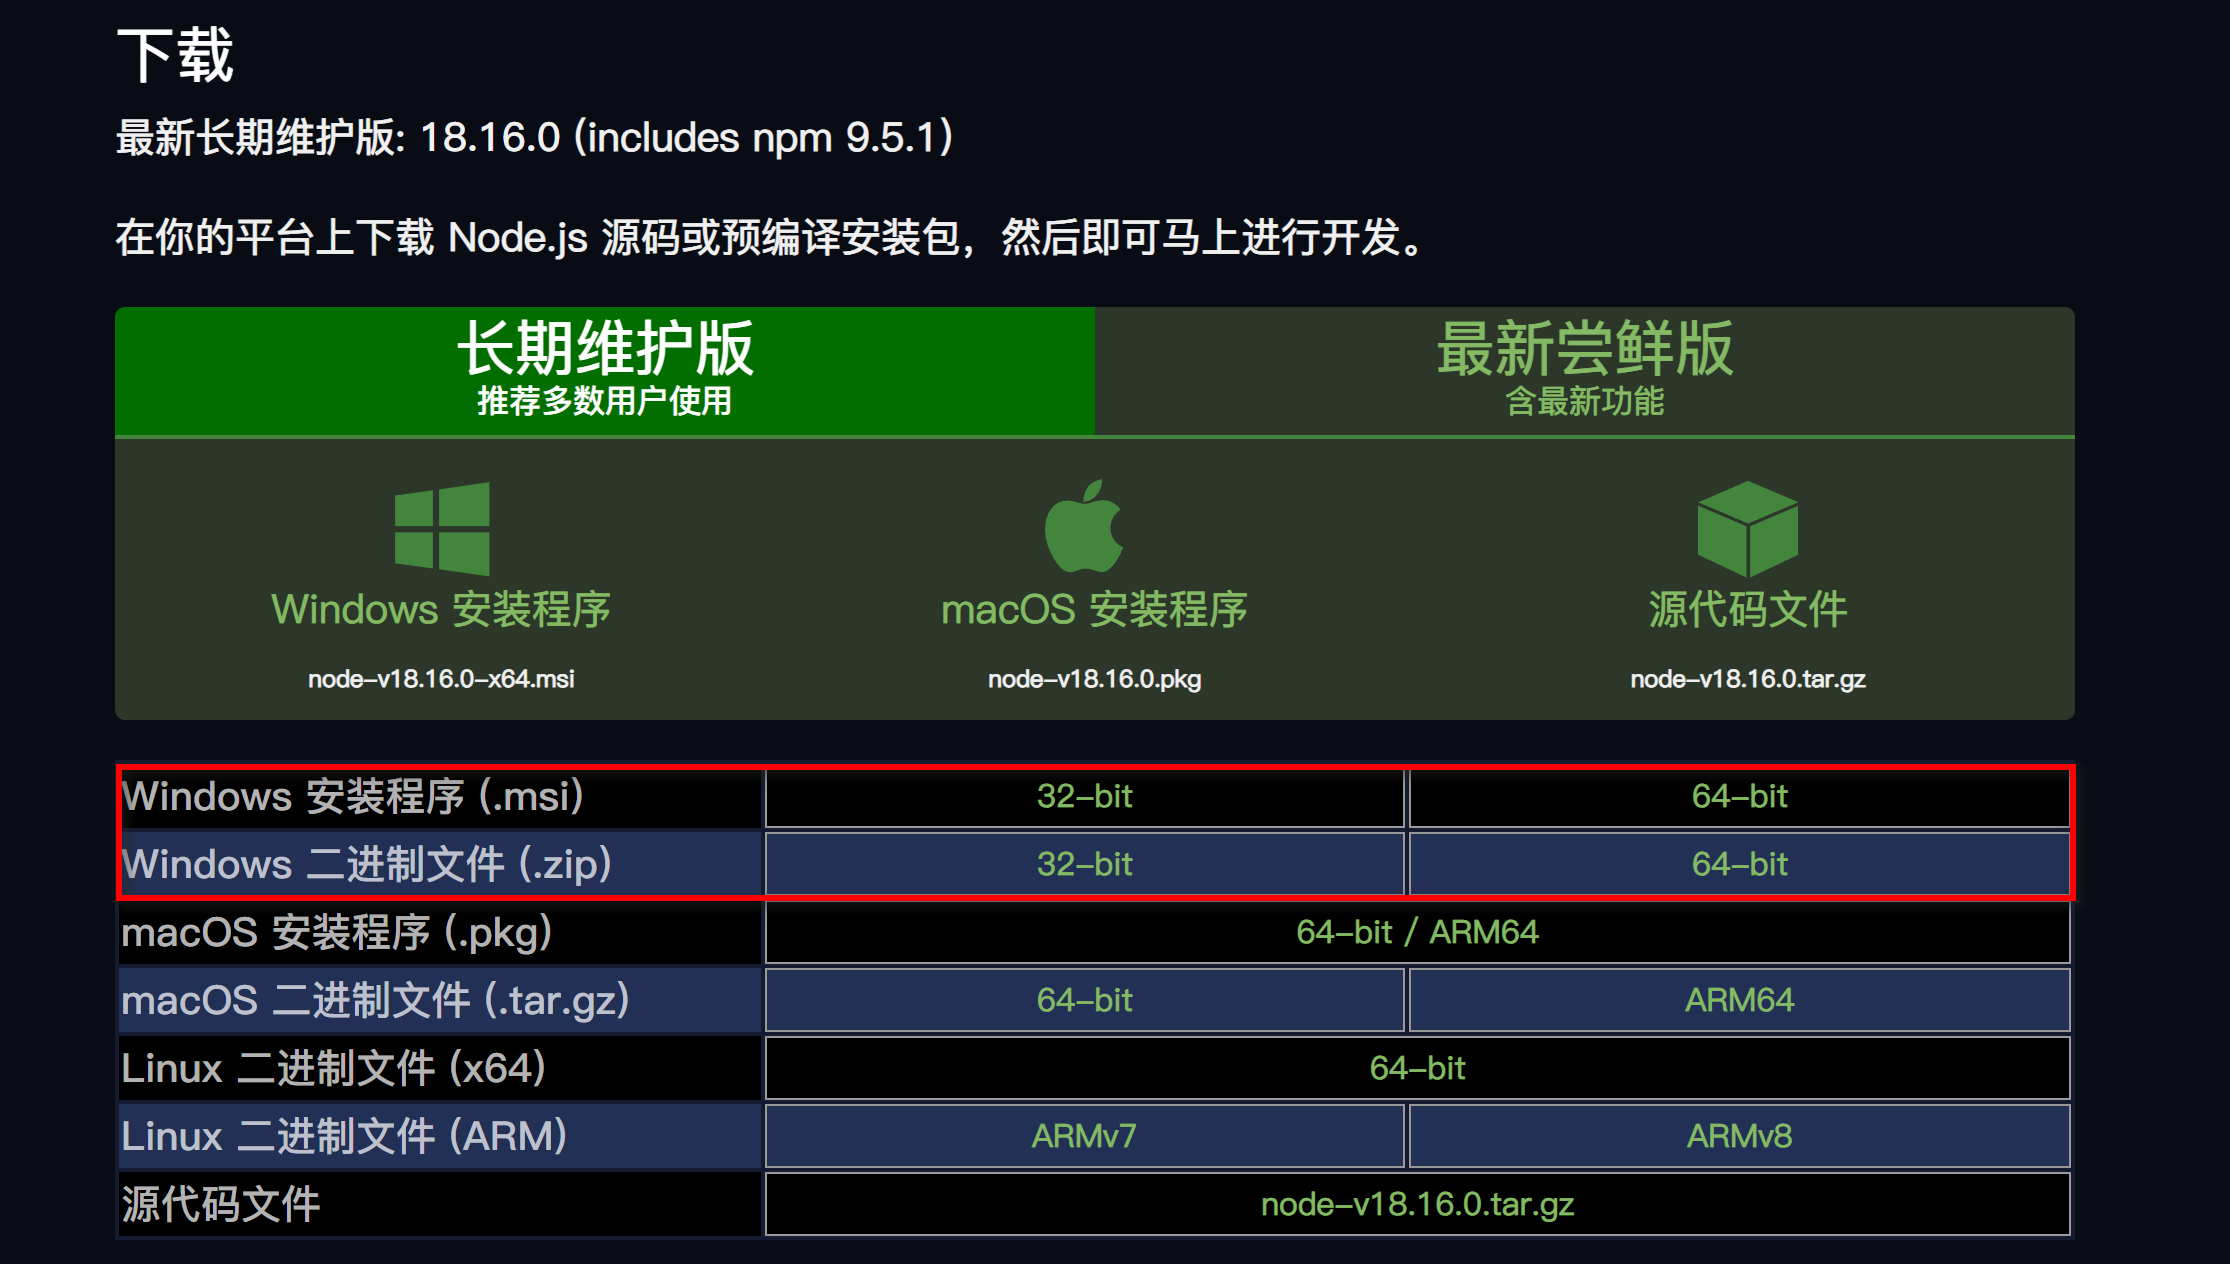 下载
最新长期维护版: 18.16.0 (includes npm 9.5.1)
在你的平台上下载 Node.js 源码或预编译安装包，然后即可马上进行开发。
长期维护版
推荐多数用户使用
最新尝鲜版
含最新功能
Windows 安装程序
node-v18.16.0-x64.msi
macOS 安装程序
node-v18.16.0.pkg
源代码文件
node-v18.16.0.tar.gz
Windows 安装程序 (.msi) 32-bit 64-bit
Windows 二进制文件 (.zip) 32-bit 64-bit
macOS 安装程序 (.pkg) 64-bit / ARM64
macOS 二进制文件 (.tar.gz) 64-bit ARM64
Linux 二进制文件 (x64) 64-bit
Linux 二进制文件 (ARM) ARMv7 ARMv8
源代码文件 node-v18.16.0.tar.gz